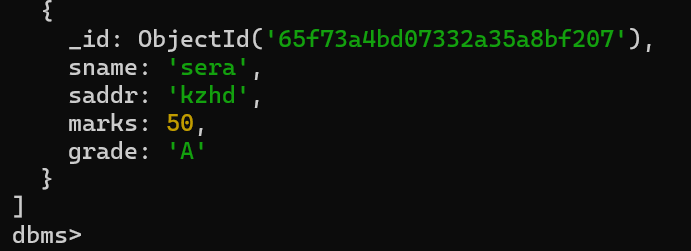 {
_id: ObjectId('65f73a4bd07332a35a8bf207'),
sname: 'sera',
saddr: 'kzhd',
marks: 50,
grade: 'A'
}
]
dbms>